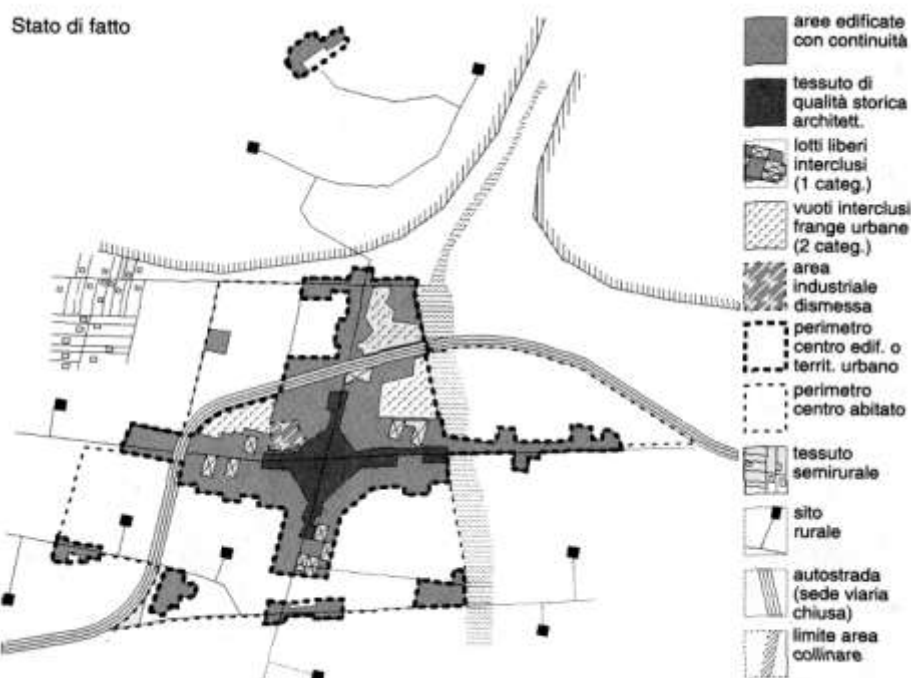 Stato di fatto
aree edificate
con continuità
tessuto di
qualità storica
architett.
lotti liberi
interclusi
(1 categ.)
vuoti interclusi
frange urbane
(2 categ.)
area
industriale
dismessa
perimetro
centro edif. o
territ. urbano
perimetro
centro abitato
tessuto
semirurale
sito
rurale
autostrada
(sede viaria
chiusa)
limite area
collinare